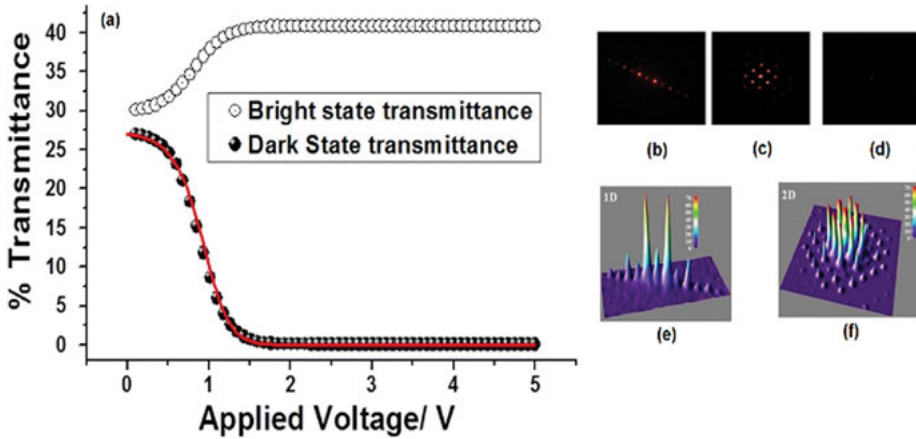 (a)
40
35
30
25
20
15
10
5
0
% Transmittance
Bright state transmittance
Dark State transmittance
0 1 2 3 4 5
Applied Voltage/ V
(b) (c) (d)
1D
2D
(e) (f)